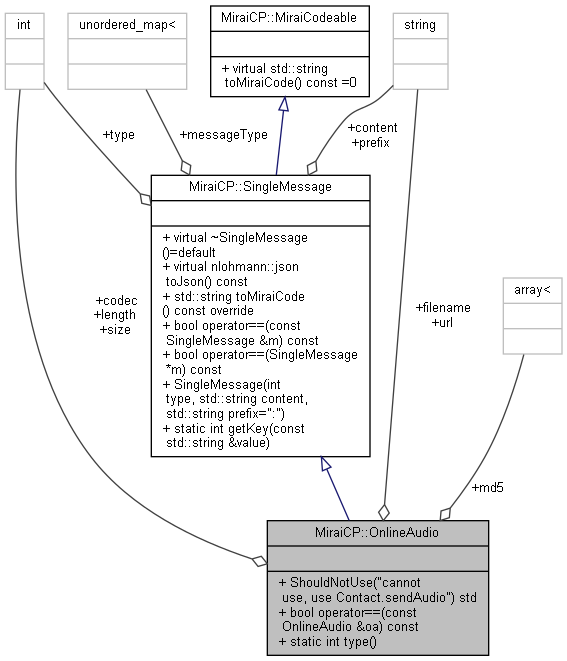 int
unordered_map<
MiraiCP::MiraiCodeable
+ virtual std::string
toMiraiCode() const =0
string
+type
+messageType
+content
+prefix
MiraiCP::SingleMessage
+ virtual ~SingleMessage
()=default
+ virtual nlohmann::json
toJson() const
+ std::string toMiraiCode
() const override
+ bool operator==(const
SingleMessage &m) const
+ bool operator==(SingleMessage
*m) const
+ SingleMessage(int
type, std::string content,
std::string prefix=":")
+ static int getKey(const
std::string &value)
+codec
+length
+size
+filename
+url
array<
+md5
MiraiCP::OnlineAudio
+ ShouldNotUse("cannot
use, use Contact.sendAudio") std
+ bool operator==(const
OnlineAudio &oa) const
+ static int type()